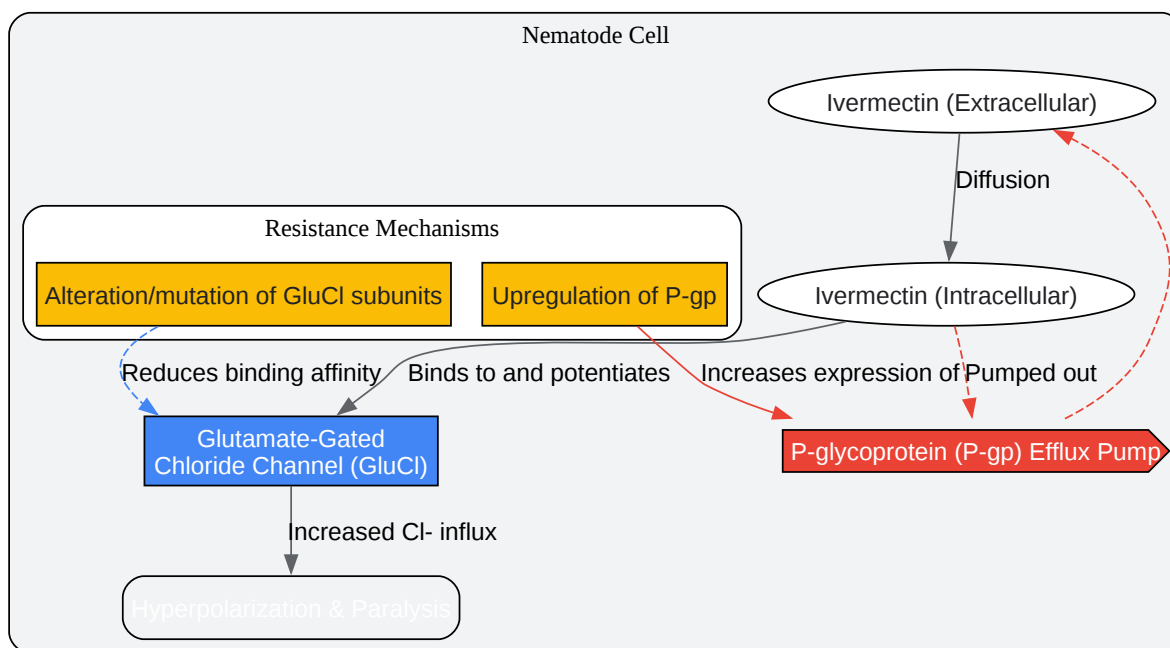 Nematode Cell
Ivermectin (Extracellular)
Diffusion
Resistance Mechanisms
Alteration/mutation of GluCl subunits
Upregulation of P-gp
Ivermectin (Intracellular)
Reduces binding affinity
Binds to and potentiates
Increases expression of
Pumped out
Glutamate-Gated
Chloride Channel (GluCl)
P-glycoprotein (P-gp) Efflux Pump
Increased Cl- influx
Hyperpolarization & Paralysis